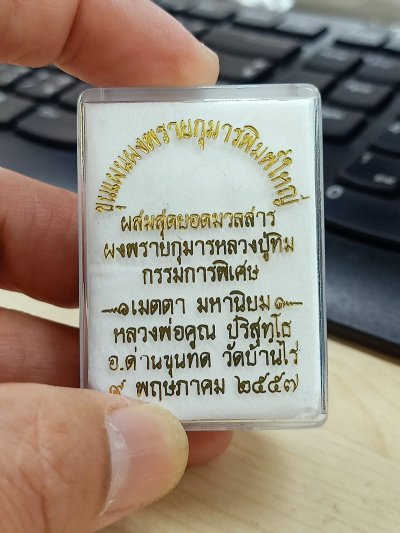 ขุนแผนผงพรายกุมารพิมพ์ใหญ่
ผสมสุดยอดมวลสาร
ผงพรายกุมารหลวงปู่ทิม
กรรมการพิเศษ
เมตตา มหานิยม
หลวงพ่อคูณ ปริสุทฺโธ
อ.ด่านขุนทด วัดบ้านไร่
๙ พฤษภาคม ๒๕๕๗